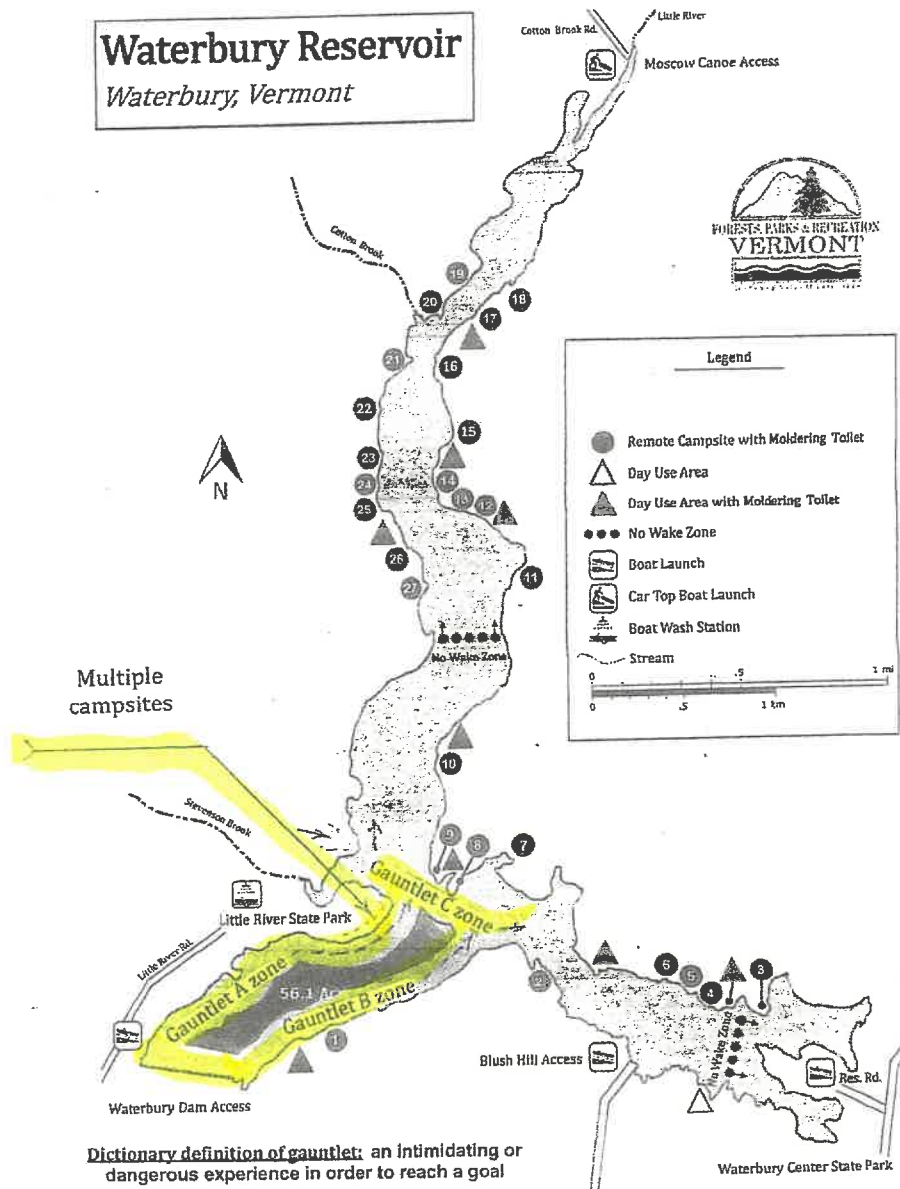 Waterbury Reservoir
Waterbury, Vermont
Cotton Brook Rd.
Little River
Moscow Canoe Access
FORESTS, PARKS & RECREATION
VERMONT
Cotton Brook
19
20
18
17
21
16
22
15
23
24
14
13
12
25
26
11
27
No Wake Zone
N
Legend
Remote Campsite with Moldering Toilet
Day Use Area
Day Use Area with Moldering Toilet
No Wake Zone
Boat Launch
Car Top Boat Launch
Boat Wash Station
Stream
0 .5 1 mi
0 .5 1 km
Multiple
campsites
10
Stevenson Brook
9
8
7
Gauntlet C zone
Little River State Park
Little River Rd.
Gauntlet A zone
56.1
Gauntlet B zone
1
2
6
5
4
3
No Wake Zone
Blush Hill Access
Res. Rd.
Waterbury Dam Access
Waterbury Center State Park
Dictionary definition of gauntlet: an intimidating or
dangerous experience in order to reach a goal